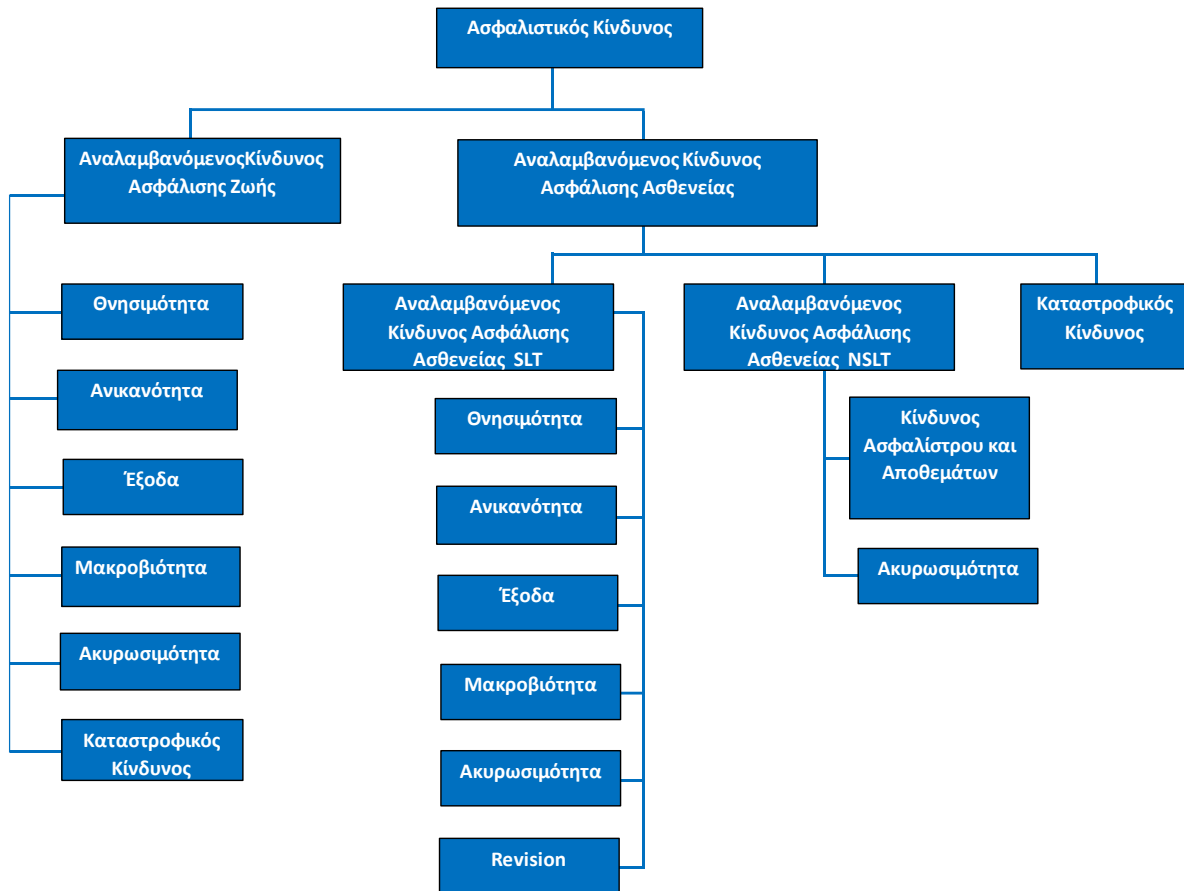 Ασφαλιστικός Κίνδυνος
ΑναλαμβανόμενοςΚίνδυνος
Ασφάλισης Ζωής
Αναλαμβανόμενος Κίνδυνος
Ασφάλισης Ασθενείας
Θνησιμότητα
Ανικανότητα
Έξοδα
Μακροβιότητα
Ακυρωσιμότητα
Καταστροφικός
Κίνδυνος
Αναλαμβανόμενος
Κίνδυνος Ασφάλισης
Ασθενείας SLT
Θνησιμότητα
Ανικανότητα
Έξοδα
Μακροβιότητα
Ακυρωσιμότητα
Revision
Αναλαμβανόμενος
Κίνδυνος Ασφάλισης
Ασθενείας NSLT
Κίνδυνος
Ασφαλίστρου και
Αποθεμάτων
Ακυρωσιμότητα
Καταστροφικός
Κίνδυνος